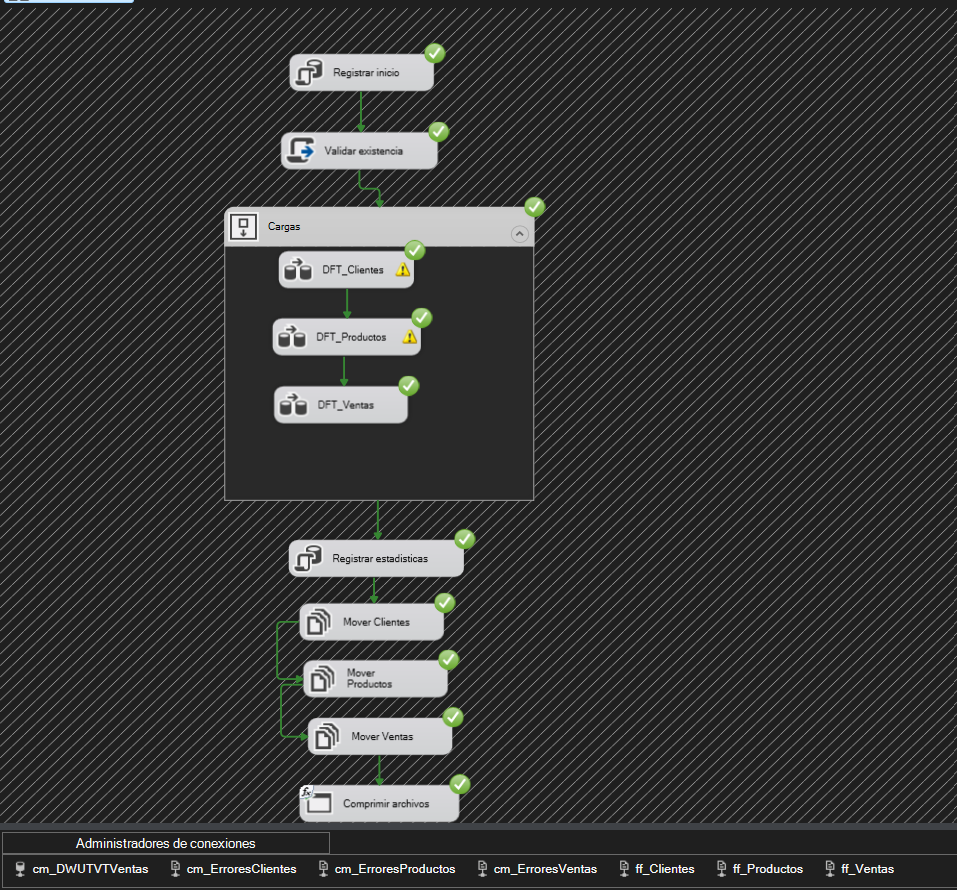 Registrar inicio
Validar existencia
Cargas
DFT_Clientes
DFT_Productos
DFT_Ventas
Registrar estadisticas
Mover Clientes
Mover
Productos
Mover Ventas
fx
Comprimir archivos
Administradores de conexiones
cm_DWUTVTVentas cm_ErroresClientes cm_ErroresProductos cm_ErroresVentas ff_Clientes ff_Productos ff_Ventas